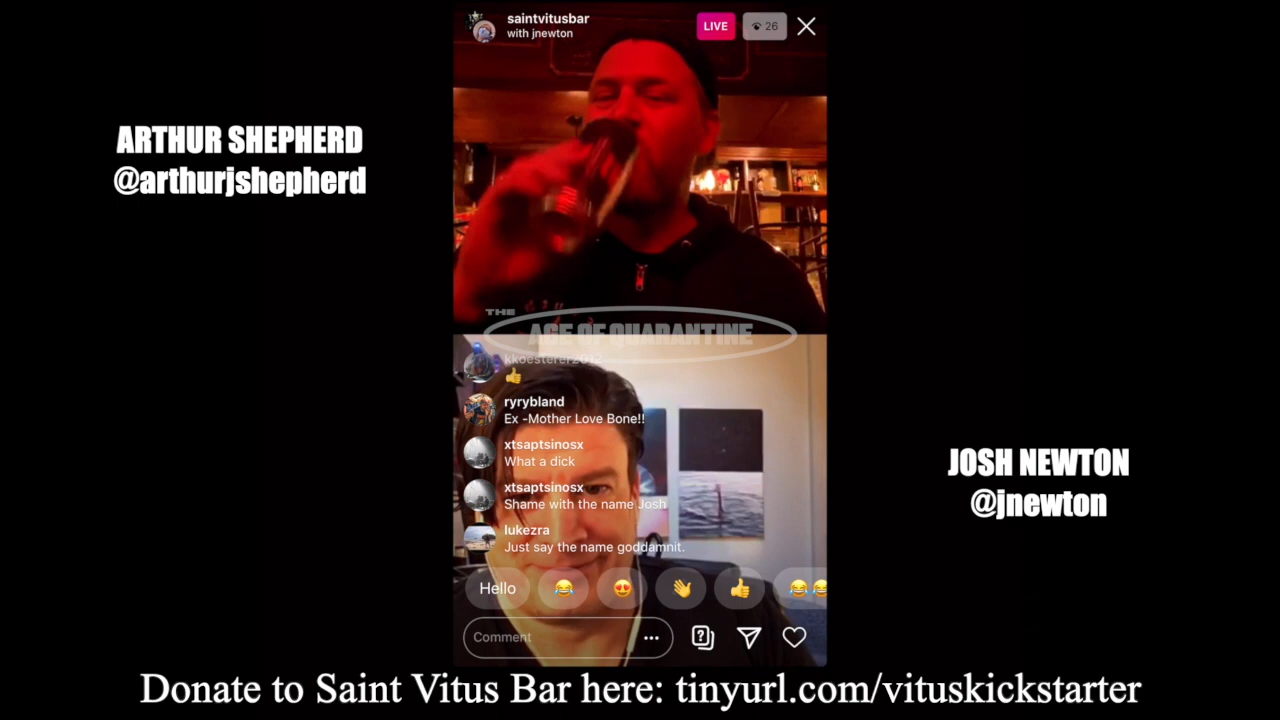 saintvitusbar
with jnewton
LIVE
26
ARTHUR SHEPHERD
@arthurjshepherd
THE
AGE OF QUARANTINE
kkoesterer2012
ryrybland
Ex -Mother Love Bone!!
xtsaptsinosx
What a dick
xtsaptsinosx
Shame with the name Josh
lukezra
Just say the name goddamnit.
JOSH NEWTON
@jnewton
Hello
Comment
Donate to Saint Vitus Bar here: tinyurl.com/vituskickstarter